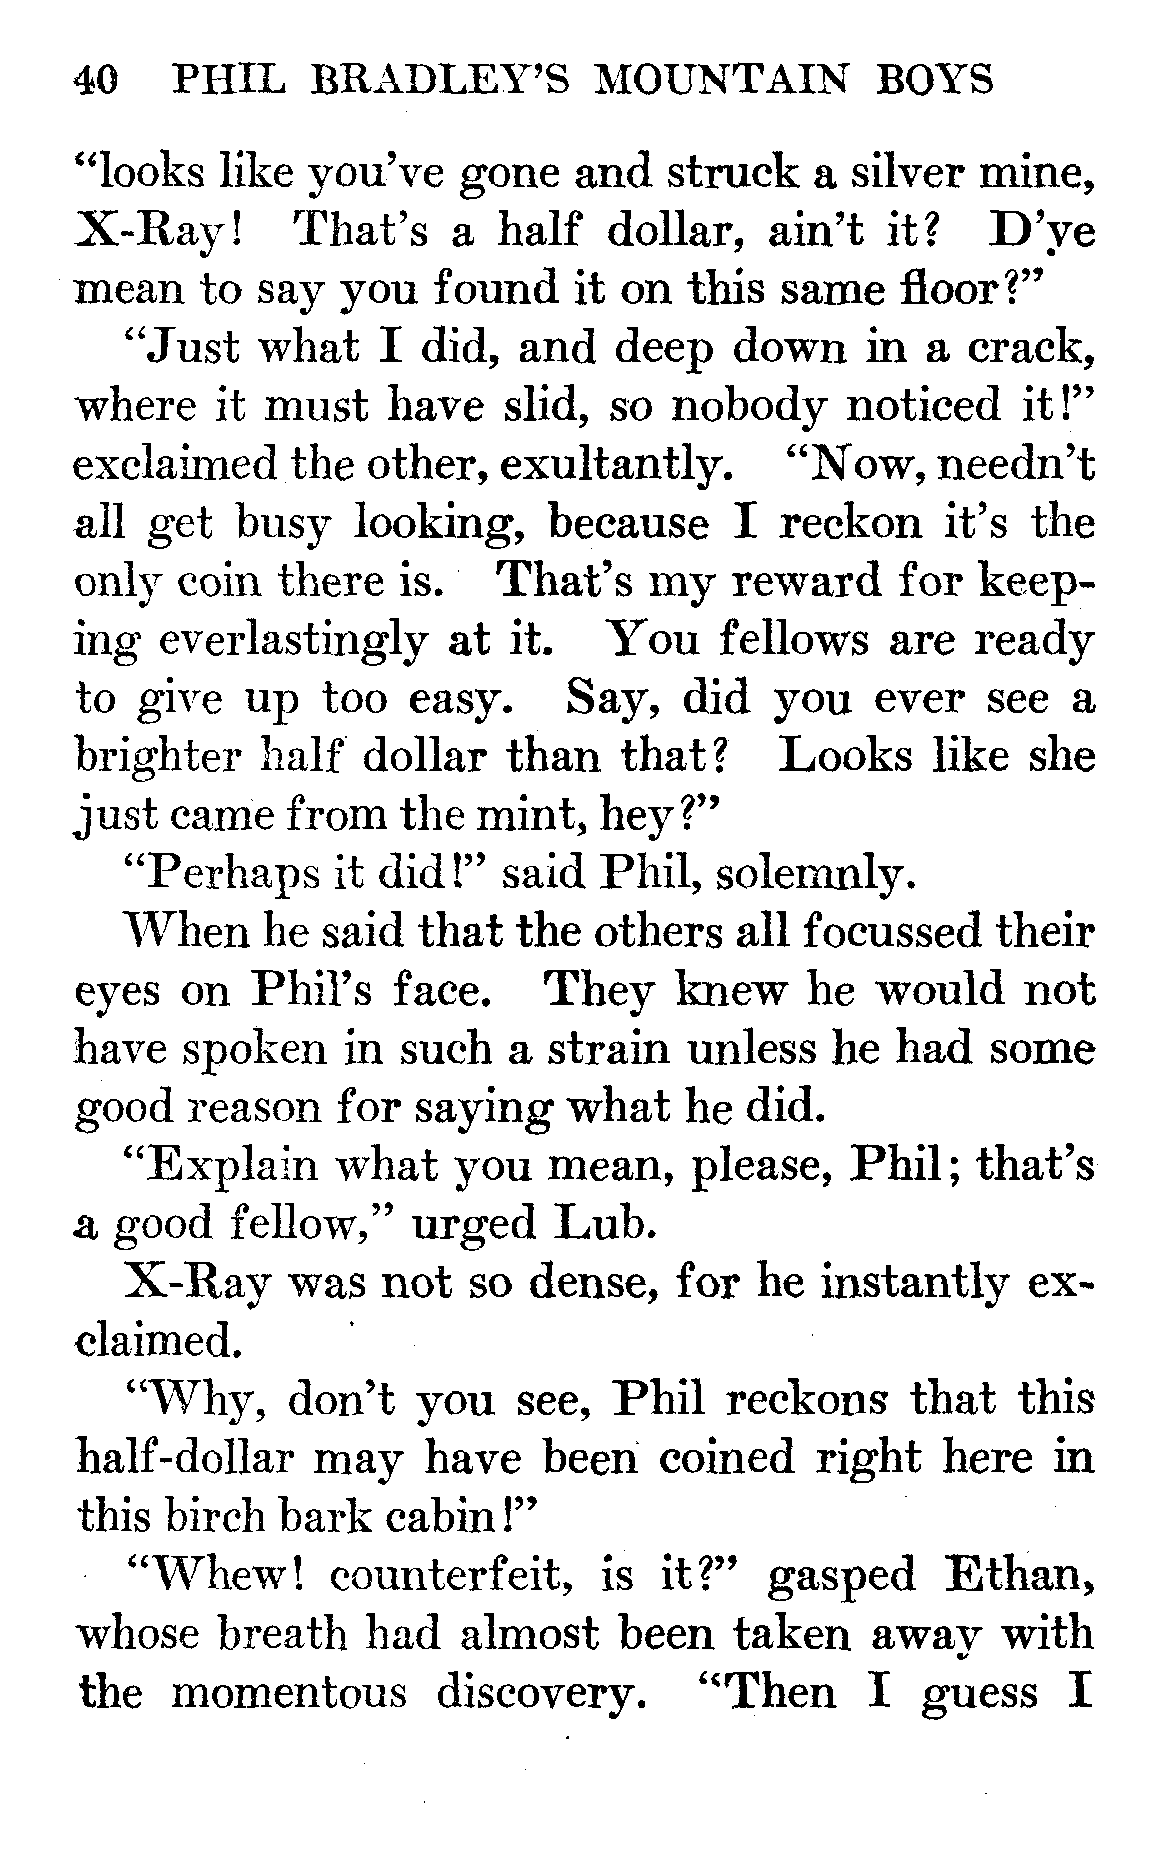 40 PHIL BRADLEY'S MOUNTAIN BOYS
"looks like you've gone and struck a silver mine,
X-Ray! That's a half dollar, ain't it? D'ye
mean to say you found it on this same floor?"
"Just what I did, and deep down in a crack,
where it must have slid, so nobody noticed it!"
exclaimed the other, exultantly. "Now, needn't
all get busy looking, because I reckon it's the
only coin there is. That's my reward for keep-
ing everlastingly at it. You fellows are ready
to give up too easy. Say, did you ever see a
brighter half dollar than that? Looks like she
just came from the mint, hey?"
"Perhaps it did!" said Phil, solemnly.
When he said that the others all focussed their
eyes on Phil's face. They knew he would not
have spoken in such a strain unless he had some
good reason for saying what he did.
"Explain what you mean, please, Phil; that's
a good fellow," urged Lub.
X-Ray was not so dense, for he instantly ex-
claimed.
"Why, don't you see, Phil reckons that this
half-dollar may have been coined right here in
this birch bark cabin!"
"Whew! counterfeit, is it?" gasped Ethan,
whose breath had almost been taken away with
the momentous discovery. "Then I guess I